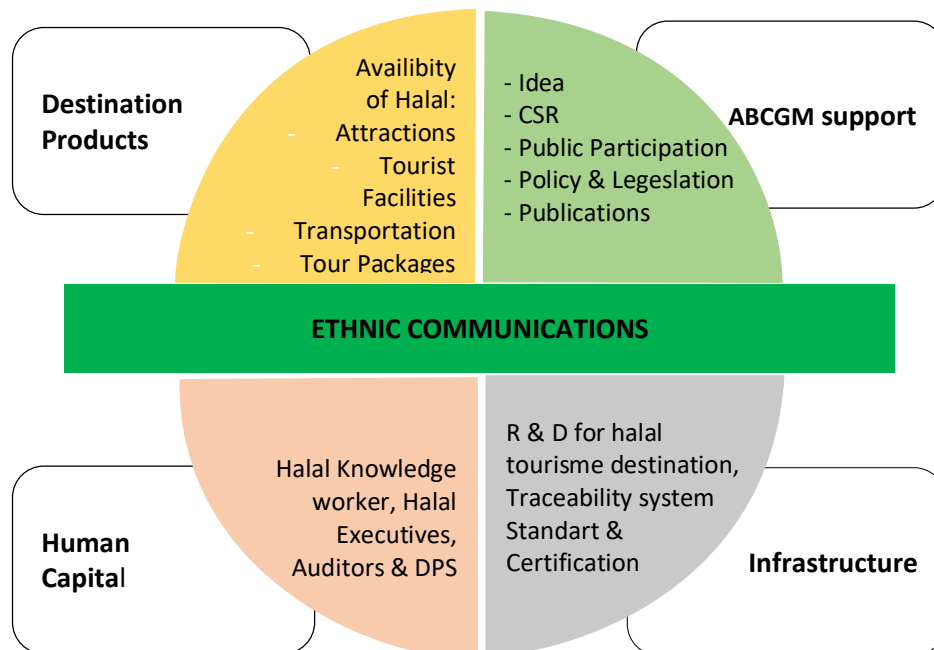 Destination
Products
Availibity
of Halal:
- Attractions
- Tourist
Facilities
- Transportation
- Tour Packages
- Idea
- CSR
- Public Participation
- Policy & Legeslation
- Publications
ABCGM support
ETHNIC COMMUNICATIONS
Human
Capital
Halal Knowledge
worker, Halal
Executives,
Auditors & DPS
R & D for halal
tourisme destination,
Traceability system
Standart &
Certification
Infrastructure